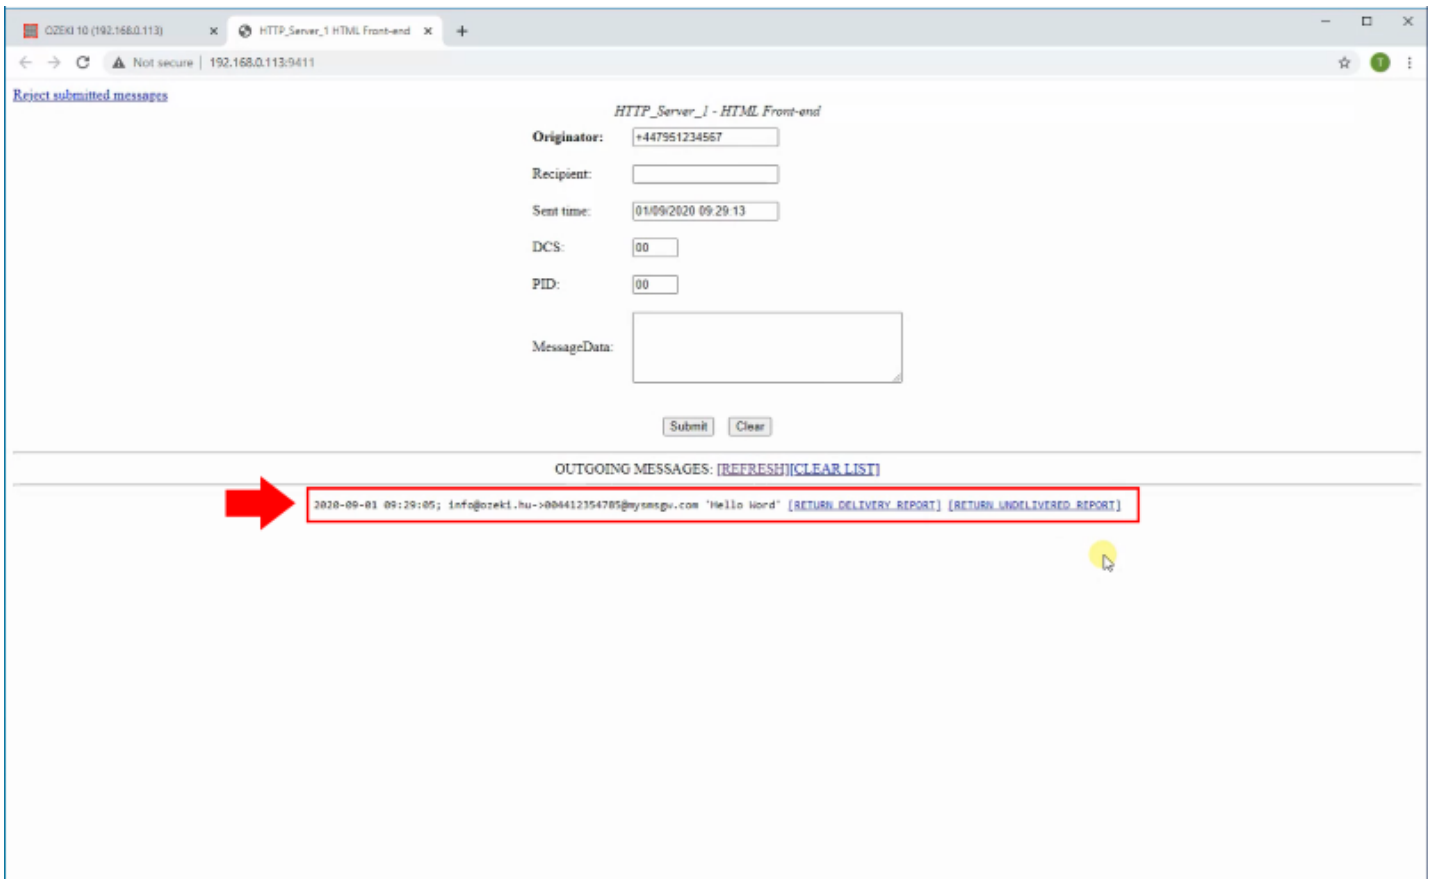 OZEKI 10 (192.168.0.113)
HTTP_Server_1 HTML Front-end
Not secure | 192.168.0.113:9411
T
Reject submitted messages
HTTP_Server_1 - HTML Front-end
Originator: +447951234567
Recipient:
Sent time: 01/09/2020 09:29:13
DCS: 00
PID: 00
MessageData:
Submit Clear
OUTGOING MESSAGES: [REFRESH][CLEAR LIST]
2020-09-01 09:29:05; info@ozeki.hu->004412354785@mysmsgw.com 'Hello Word' [RETURN DELIVERY REPORT] [RETURN UNDELIVERED REPORT]